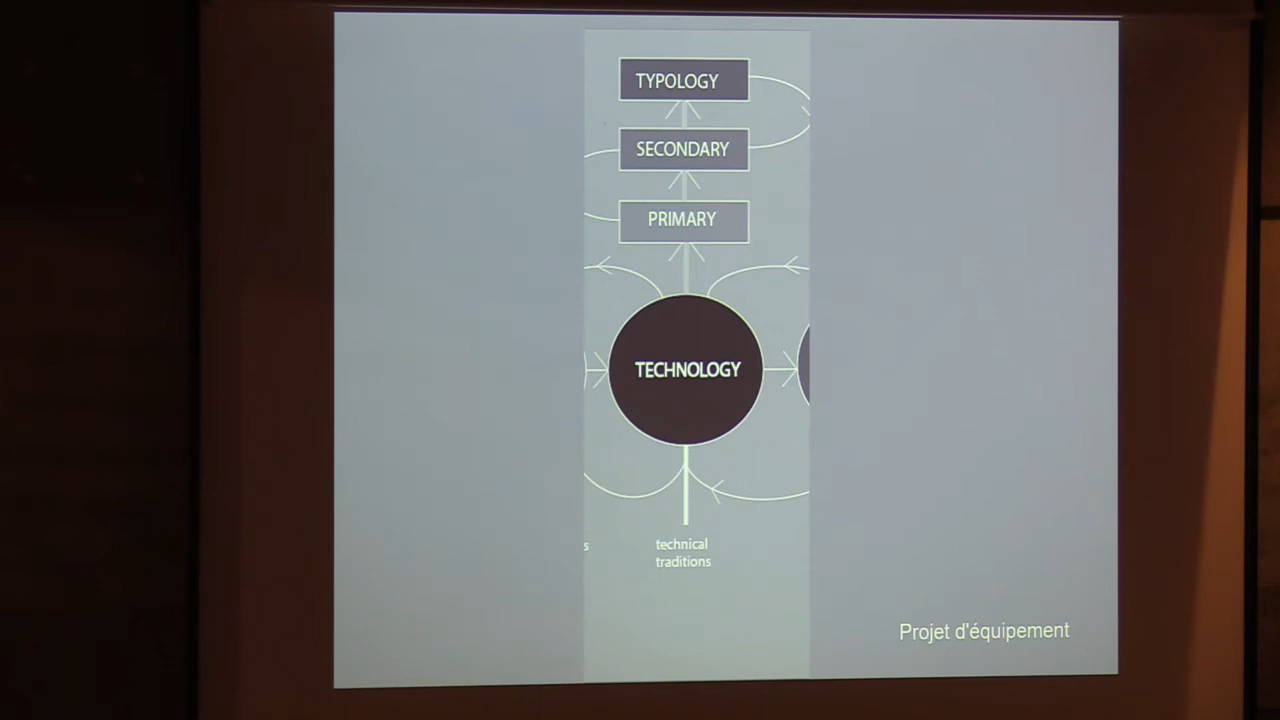 TYPOLOGY
SECONDARY
PRIMARY
TECHNOLOGY
s
technical
traditions
Projet d'équipement